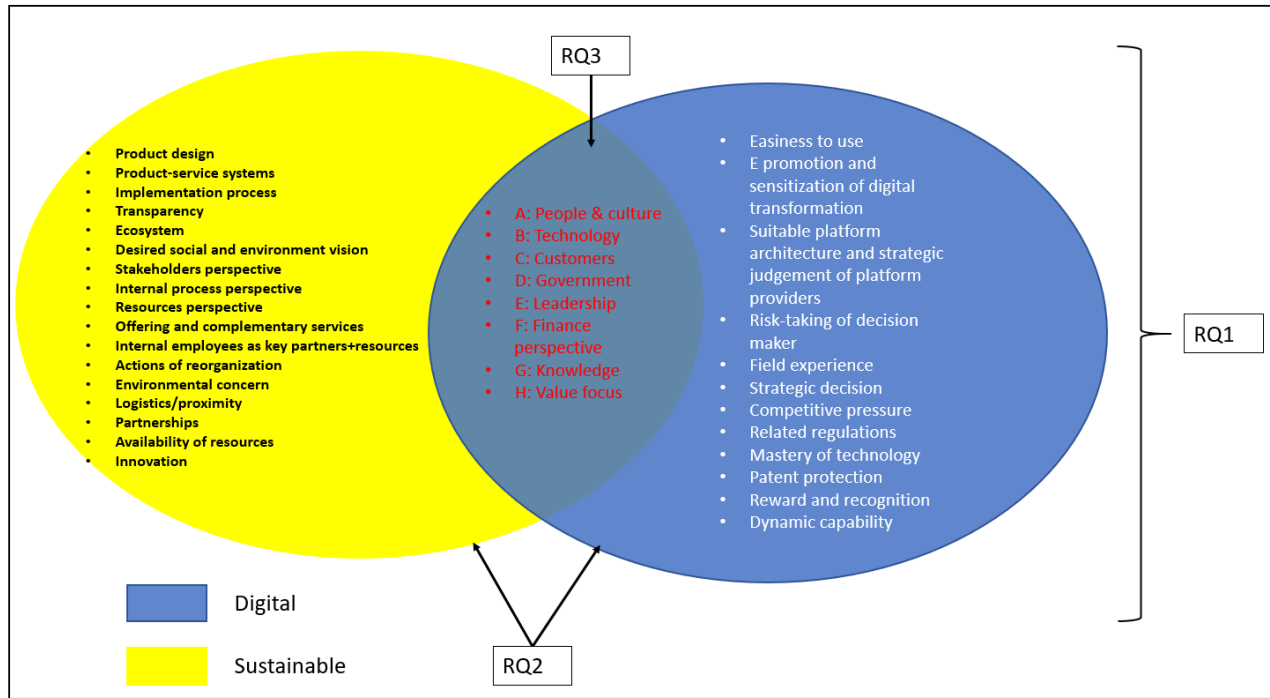 RQ3
• Product design
• Product-service systems
• Implementation process
• Transparency
• Ecosystem
• Desired social and environment vision
• Stakeholders perspective
• Internal process perspective
• Resources perspective
• Offering and complementary services
• Internal employees as key partners+resources
• Actions of reorganization
• Environmental concern
• Logistics/proximity
• Partnerships
• Availability of resources
• Innovation
• A: People & culture
• B: Technology
• C: Customers
• D: Government
• E: Leadership
• F: Finance
perspective
• G: Knowledge
• H: Value focus
• Easiness to use
• E promotion and
sensitization of digital
transformation
• Suitable platform
architecture and strategic
judgement of platform
providers
• Risk-taking of decision
maker
• Field experience
• Strategic decision
• Competitive pressure
• Related regulations
• Mastery of technology
• Patent protection
• Reward and recognition
• Dynamic capability
RQ1
Digital
Sustainable
RQ2